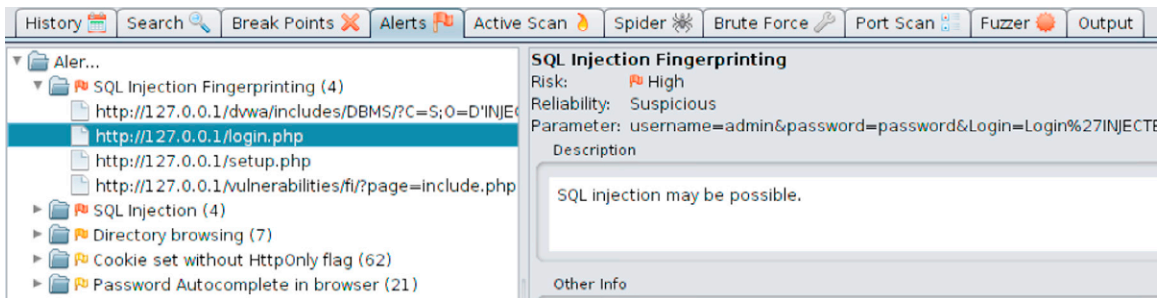 History Search Break Points Alerts Active Scan Spider Brute Force Port Scan Fuzzer Output
Aler...
SQL Injection Fingerprinting (4)
http://127.0.0.1/dvwa/includes/DBMS/?C=S;O=D'INJEC
http://127.0.0.1/login.php
http://127.0.0.1/setup.php
http://127.0.0.1/vulnerabilities/fi/?page=include.php
SQL Injection (4)
Directory browsing (7)
Cookie set without HttpOnly flag (62)
Password Autocomplete in browser (21)
SQL Injection Fingerprinting
Risk: High
Reliability: Suspicious
Parameter: username=admin&password=password&Login=Login%27INJECTE
Description
SQL injection may be possible.
Other Info